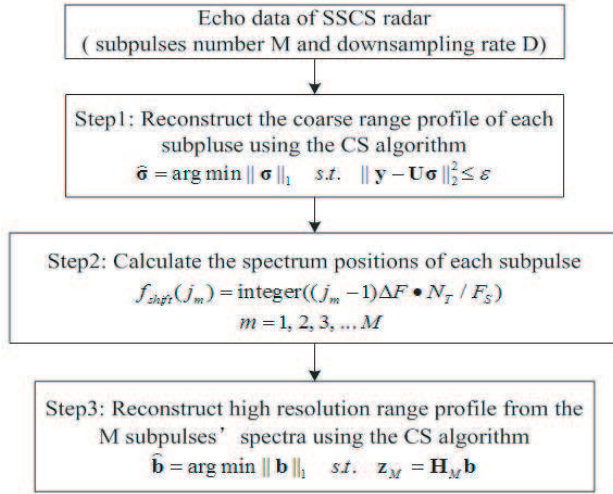 Echo data of SSCS radar
( subpulses number M and downsampling rate D)
Step1: Reconstruct the coarse range profile of each
subpluse using the CS algorithm
σ̂ = arg min || σ ||₁ s.t. || y − Uσ ||₂² ≤ ε
Step2: Calculate the spectrum positions of each subpulse
f_shift(j_m) = integer((j_m −1)ΔF • N_T / F_S)
m = 1, 2, 3, ... M
Step3: Reconstruct high resolution range profile from the
M subpulses’ spectra using the CS algorithm
b̂ = arg min || b ||₁ s.t. z_M = H_M b